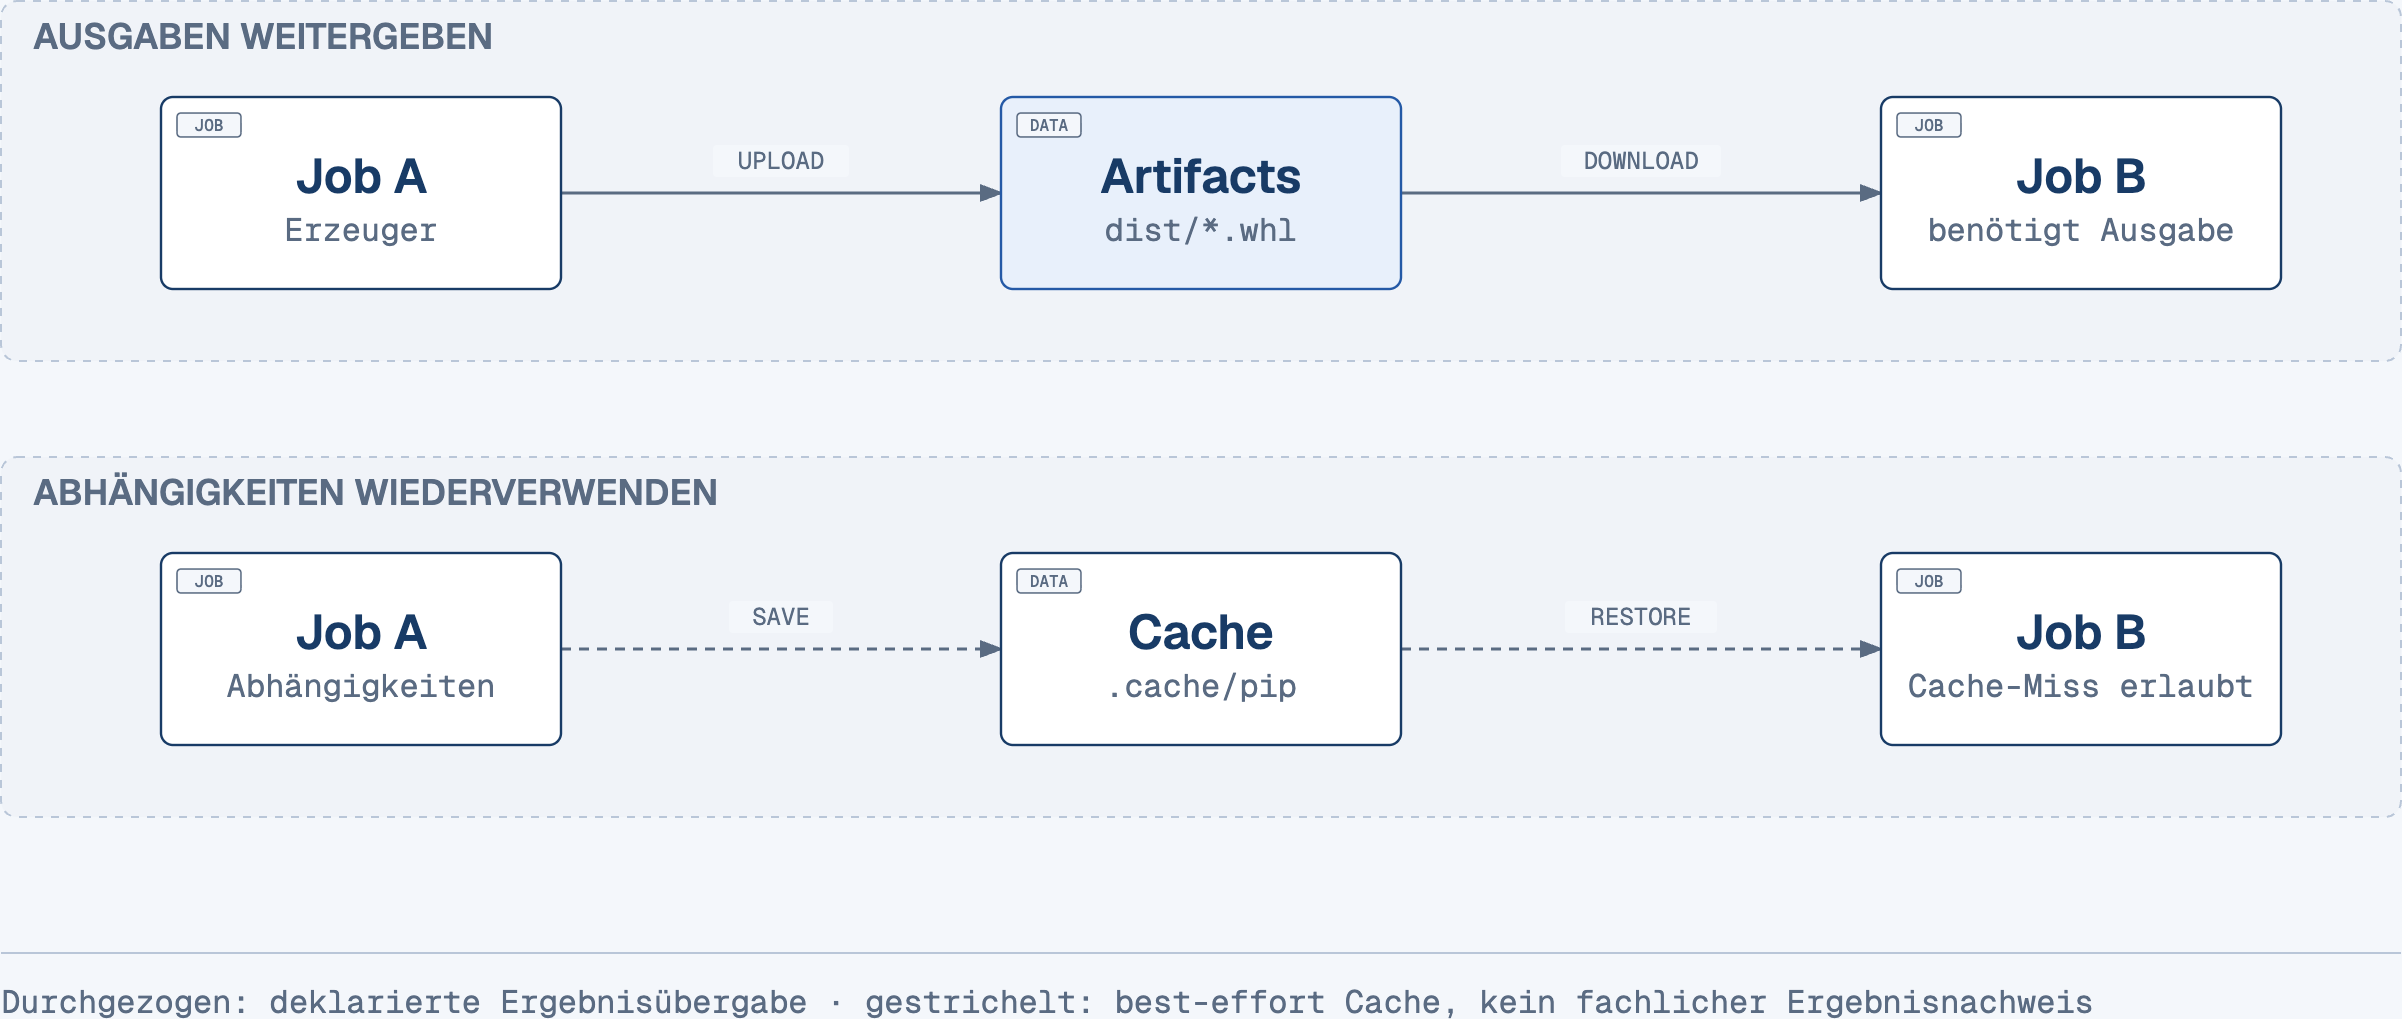 AUSGABEN WEITERGEBEN
JOB
Job A
Erzeuger
UPLOAD
DATA
Artifacts
dist/*.whl
DOWNLOAD
JOB
Job B
benötigt Ausgabe
ABHÄNGIGKEITEN WIEDERVERWENDEN
JOB
Job A
Abhängigkeiten
SAVE
DATA
Cache
.cache/pip
RESTORE
JOB
Job B
Cache-Miss erlaubt
Durchgezogen: deklarierte Ergebnisübergabe · gestrichelt: best-effort Cache, kein fachlicher Ergebnisnachweis